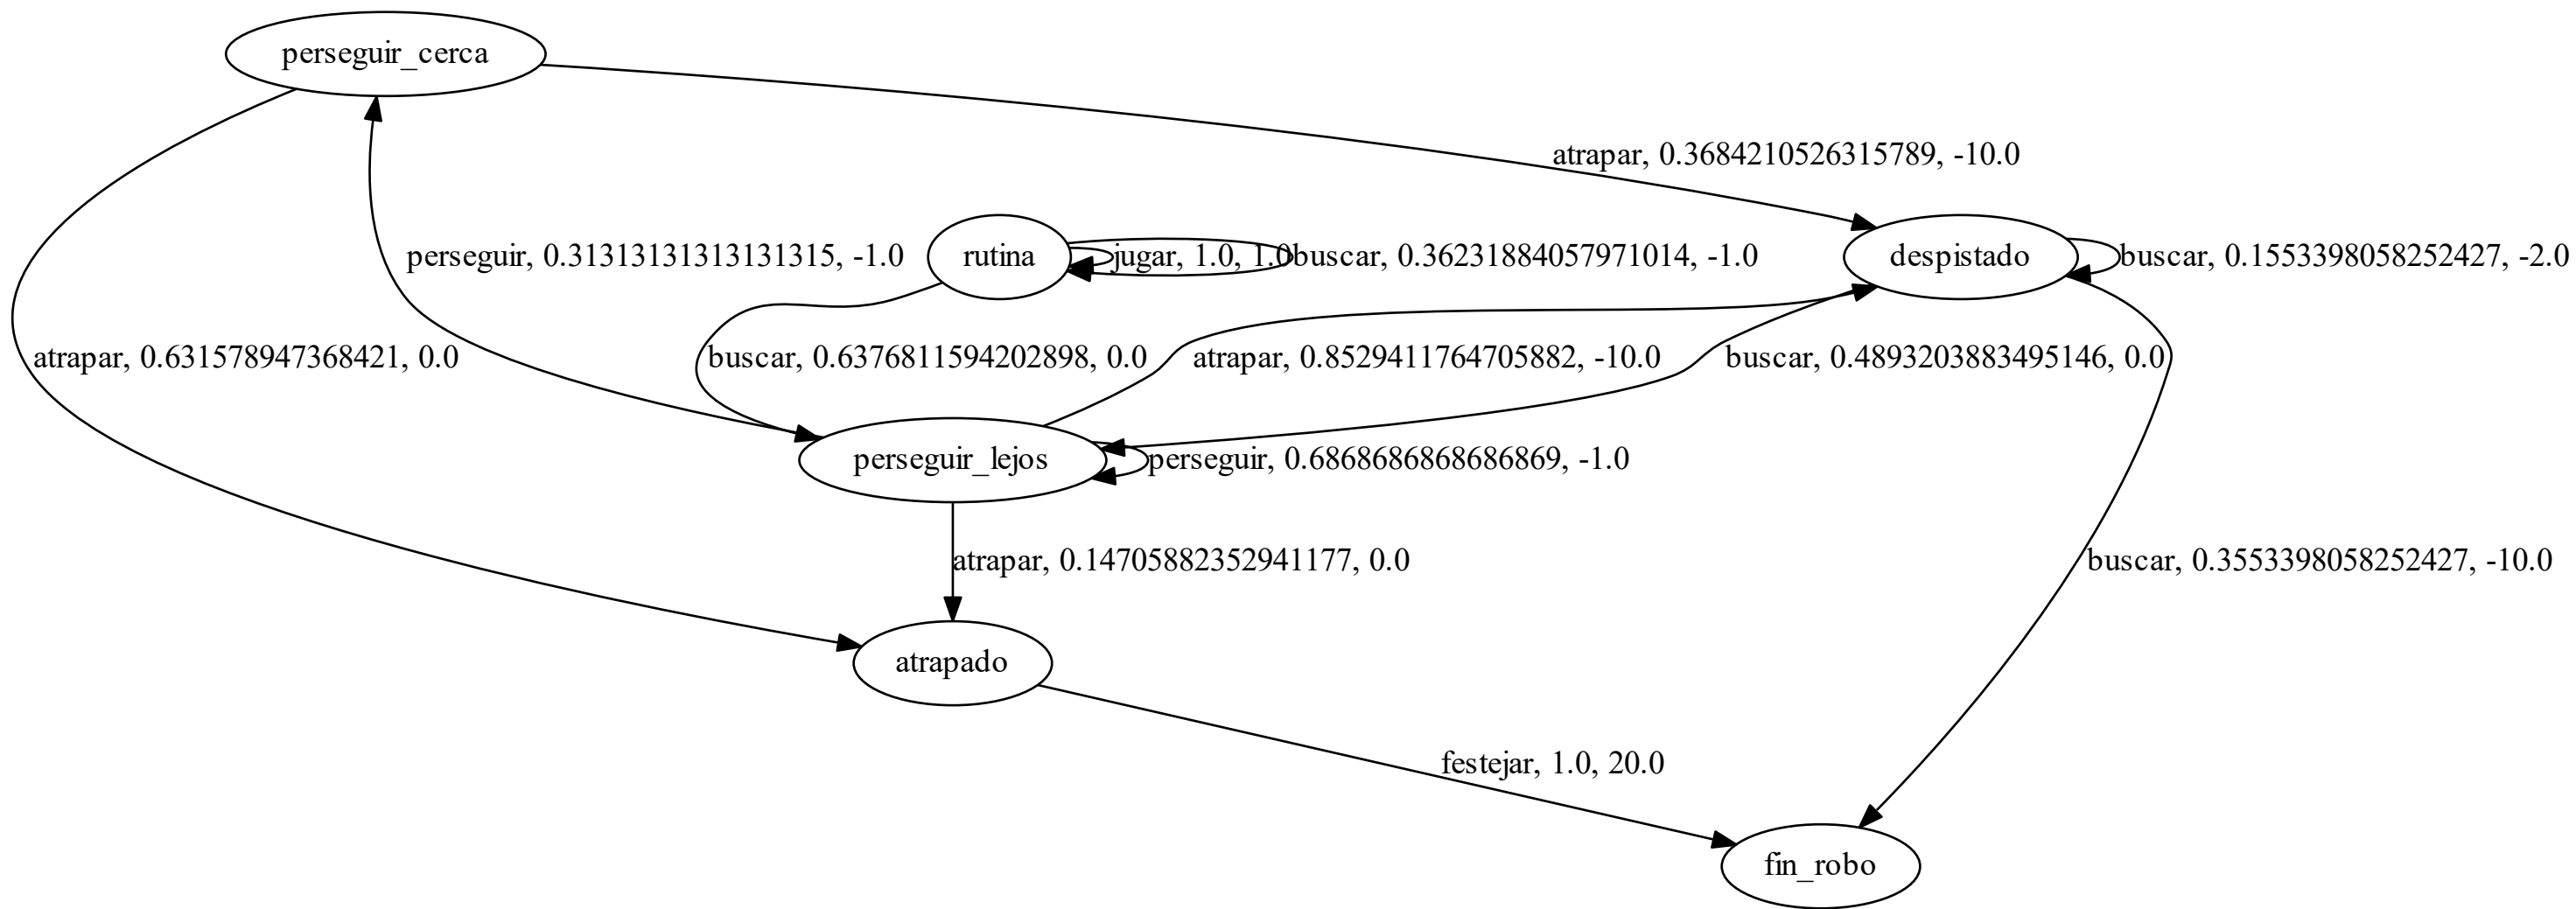 perseguir_cerca
atrapar, 0.3684210526315789, -10.0
perseguir, 0.31313131313131315, -1.0
rutina
jugar, 1.0, 1.0
buscar, 0.36231884057971014, -1.0
despistado
buscar, 0.1553398058252427, -2.0
atrapar, 0.631578947368421, 0.0
buscar, 0.6376811594202898, 0.0
atrapar, 0.8529411764705882, -10.0
buscar, 0.4893203883495146, 0.0
perseguir_lejos
perseguir, 0.6868686868686869, -1.0
atrapar, 0.14705882352941177, 0.0
buscar, 0.3553398058252427, -10.0
atrapado
festejar, 1.0, 20.0
fin_robo